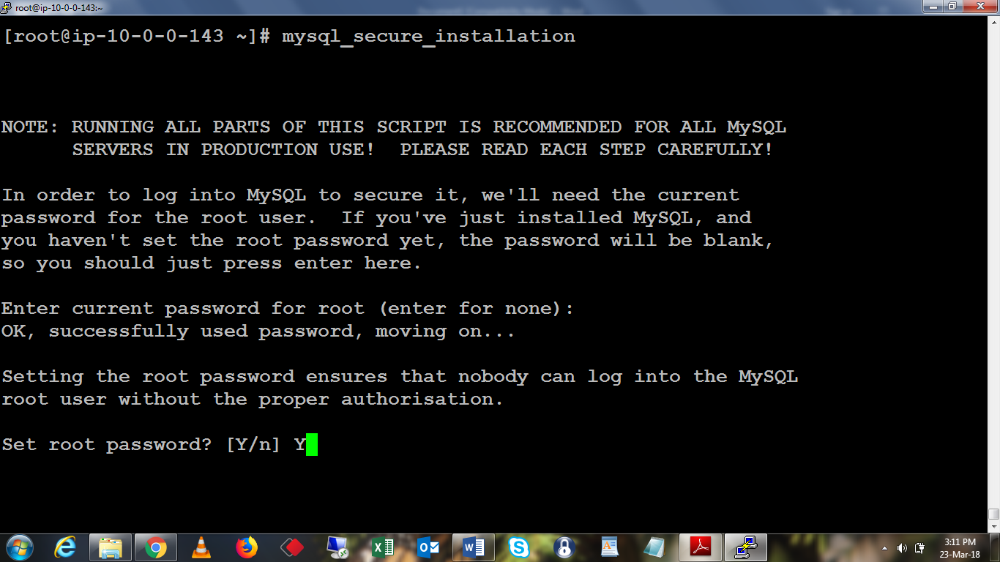 root@ip-10-0-0-143:~
[root@ip-10-0-0-143 ~]# mysql_secure_installation
NOTE: RUNNING ALL PARTS OF THIS SCRIPT IS RECOMMENDED FOR ALL MySQL
SERVERS IN PRODUCTION USE!  PLEASE READ EACH STEP CAREFULLY!
In order to log into MySQL to secure it, we'll need the current
password for the root user.  If you've just installed MySQL, and
you haven't set the root password yet, the password will be blank,
so you should just press enter here.
Enter current password for root (enter for none):
OK, successfully used password, moving on...
Setting the root password ensures that nobody can log into the MySQL
root user without the proper authorisation.
Set root password? [Y/n] Y
3:11 PM
23-Mar-18